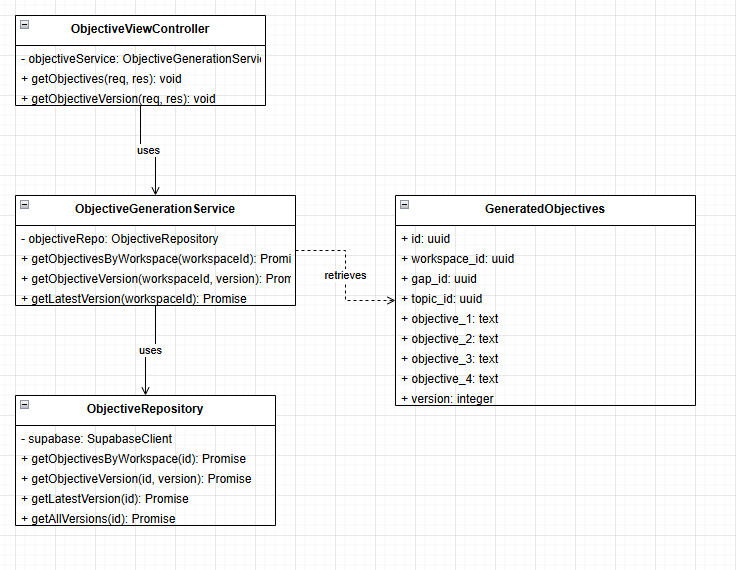 ObjectiveViewController
- objectiveService: ObjectiveGenerationServi
+ getObjectives(req, res): void
+ getObjectiveVersion(req, res): void
uses
ObjectiveGenerationService
- objectiveRepo: ObjectiveRepository
+ getObjectivesByWorkspace(workspaceId): Promi
+ getObjectiveVersion(workspaceId, version): Prom
+ getLatestVersion(workspaceId): Promise
retrieves
GeneratedObjectives
+ id: uuid
+ workspace_id: uuid
+ gap_id: uuid
+ topic_id: uuid
+ objective_1: text
+ objective_2: text
+ objective_3: text
+ objective_4: text
+ version: integer
uses
ObjectiveRepository
- supabase: SupabaseClient
+ getObjectivesByWorkspace(id): Promise
+ getObjectiveVersion(id, version): Promise
+ getLatestVersion(id): Promise
+ getAllVersions(id): Promise